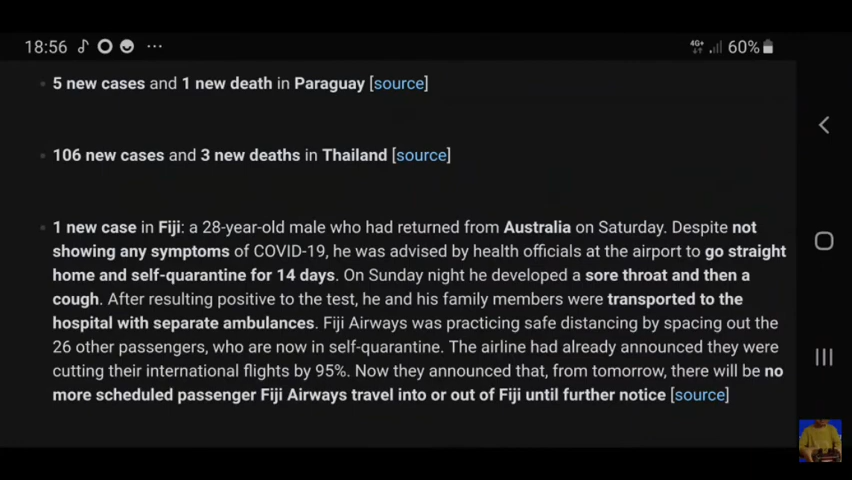 18:56
4G+
60%
5 new cases and 1 new death in Paraguay [source]
106 new cases and 3 new deaths in Thailand [source]
1 new case in Fiji: a 28-year-old male who had returned from Australia on Saturday. Despite not
showing any symptoms of COVID-19, he was advised by health officials at the airport to go straight
home and self-quarantine for 14 days. On Sunday night he developed a sore throat and then a
cough. After resulting positive to the test, he and his family members were transported to the
hospital with separate ambulances. Fiji Airways was practicing safe distancing by spacing out the
26 other passengers, who are now in self-quarantine. The airline had already announced they were
cutting their international flights by 95%. Now they announced that, from tomorrow, there will be no
more scheduled passenger Fiji Airways travel into or out of Fiji until further notice [source]